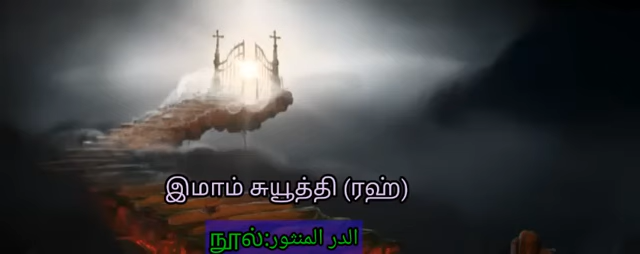 இமாம் சுயூத்தி (ரஹ்)
நூல்:الدر المنثور